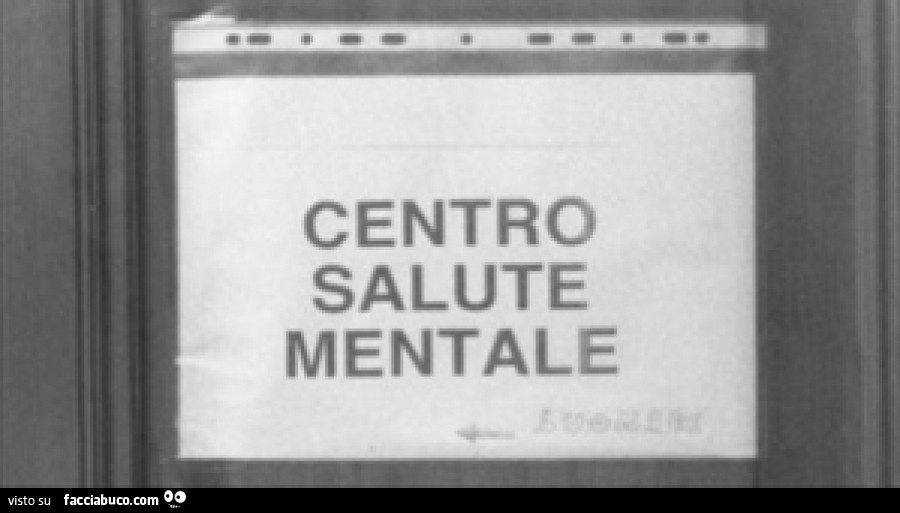 CENTRO
SALUTE
MENTALE
visto su facciabuco.com